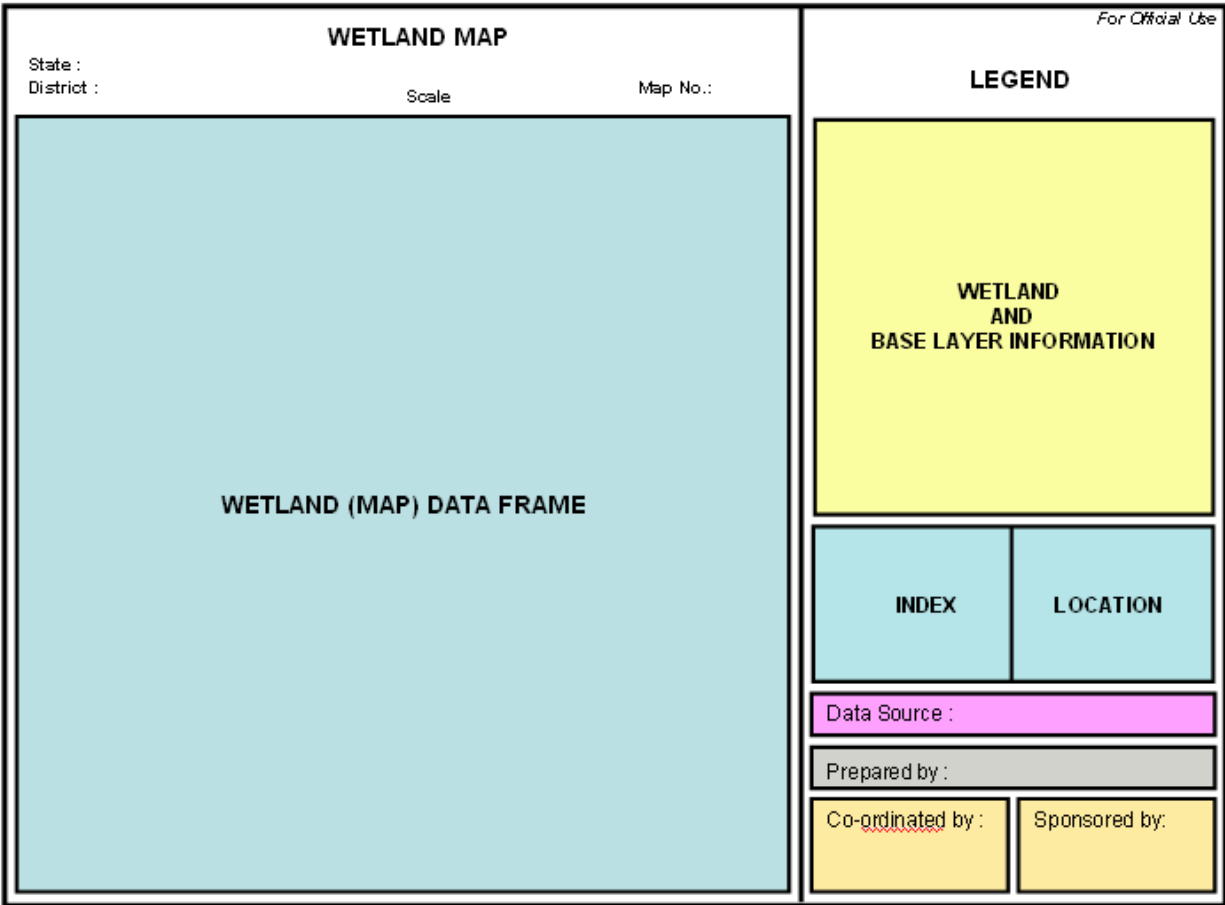 WETLAND MAP
State :
District :
Scale
Map No.:
WETLAND (MAP) DATA FRAME
For Official Use
LEGEND
WETLAND
AND
BASE LAYER INFORMATION
INDEX
LOCATION
Data Source :
Prepared by :
Co-ordinated by :
Sponsored by: